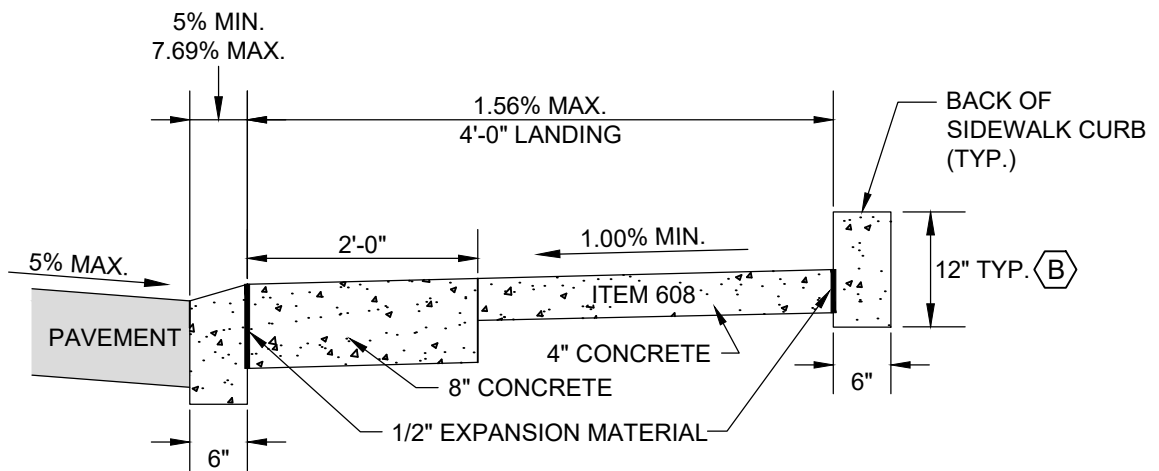 5% MIN.
7.69% MAX.
1.56% MAX.
4'-0" LANDING
BACK OF
SIDEWALK CURB
(TYP.)
2'-0"
1.00% MIN.
5% MAX.
12" TYP. B
ITEM 608
PAVEMENT
4" CONCRETE
8" CONCRETE
6"
1/2" EXPANSION MATERIAL
6"